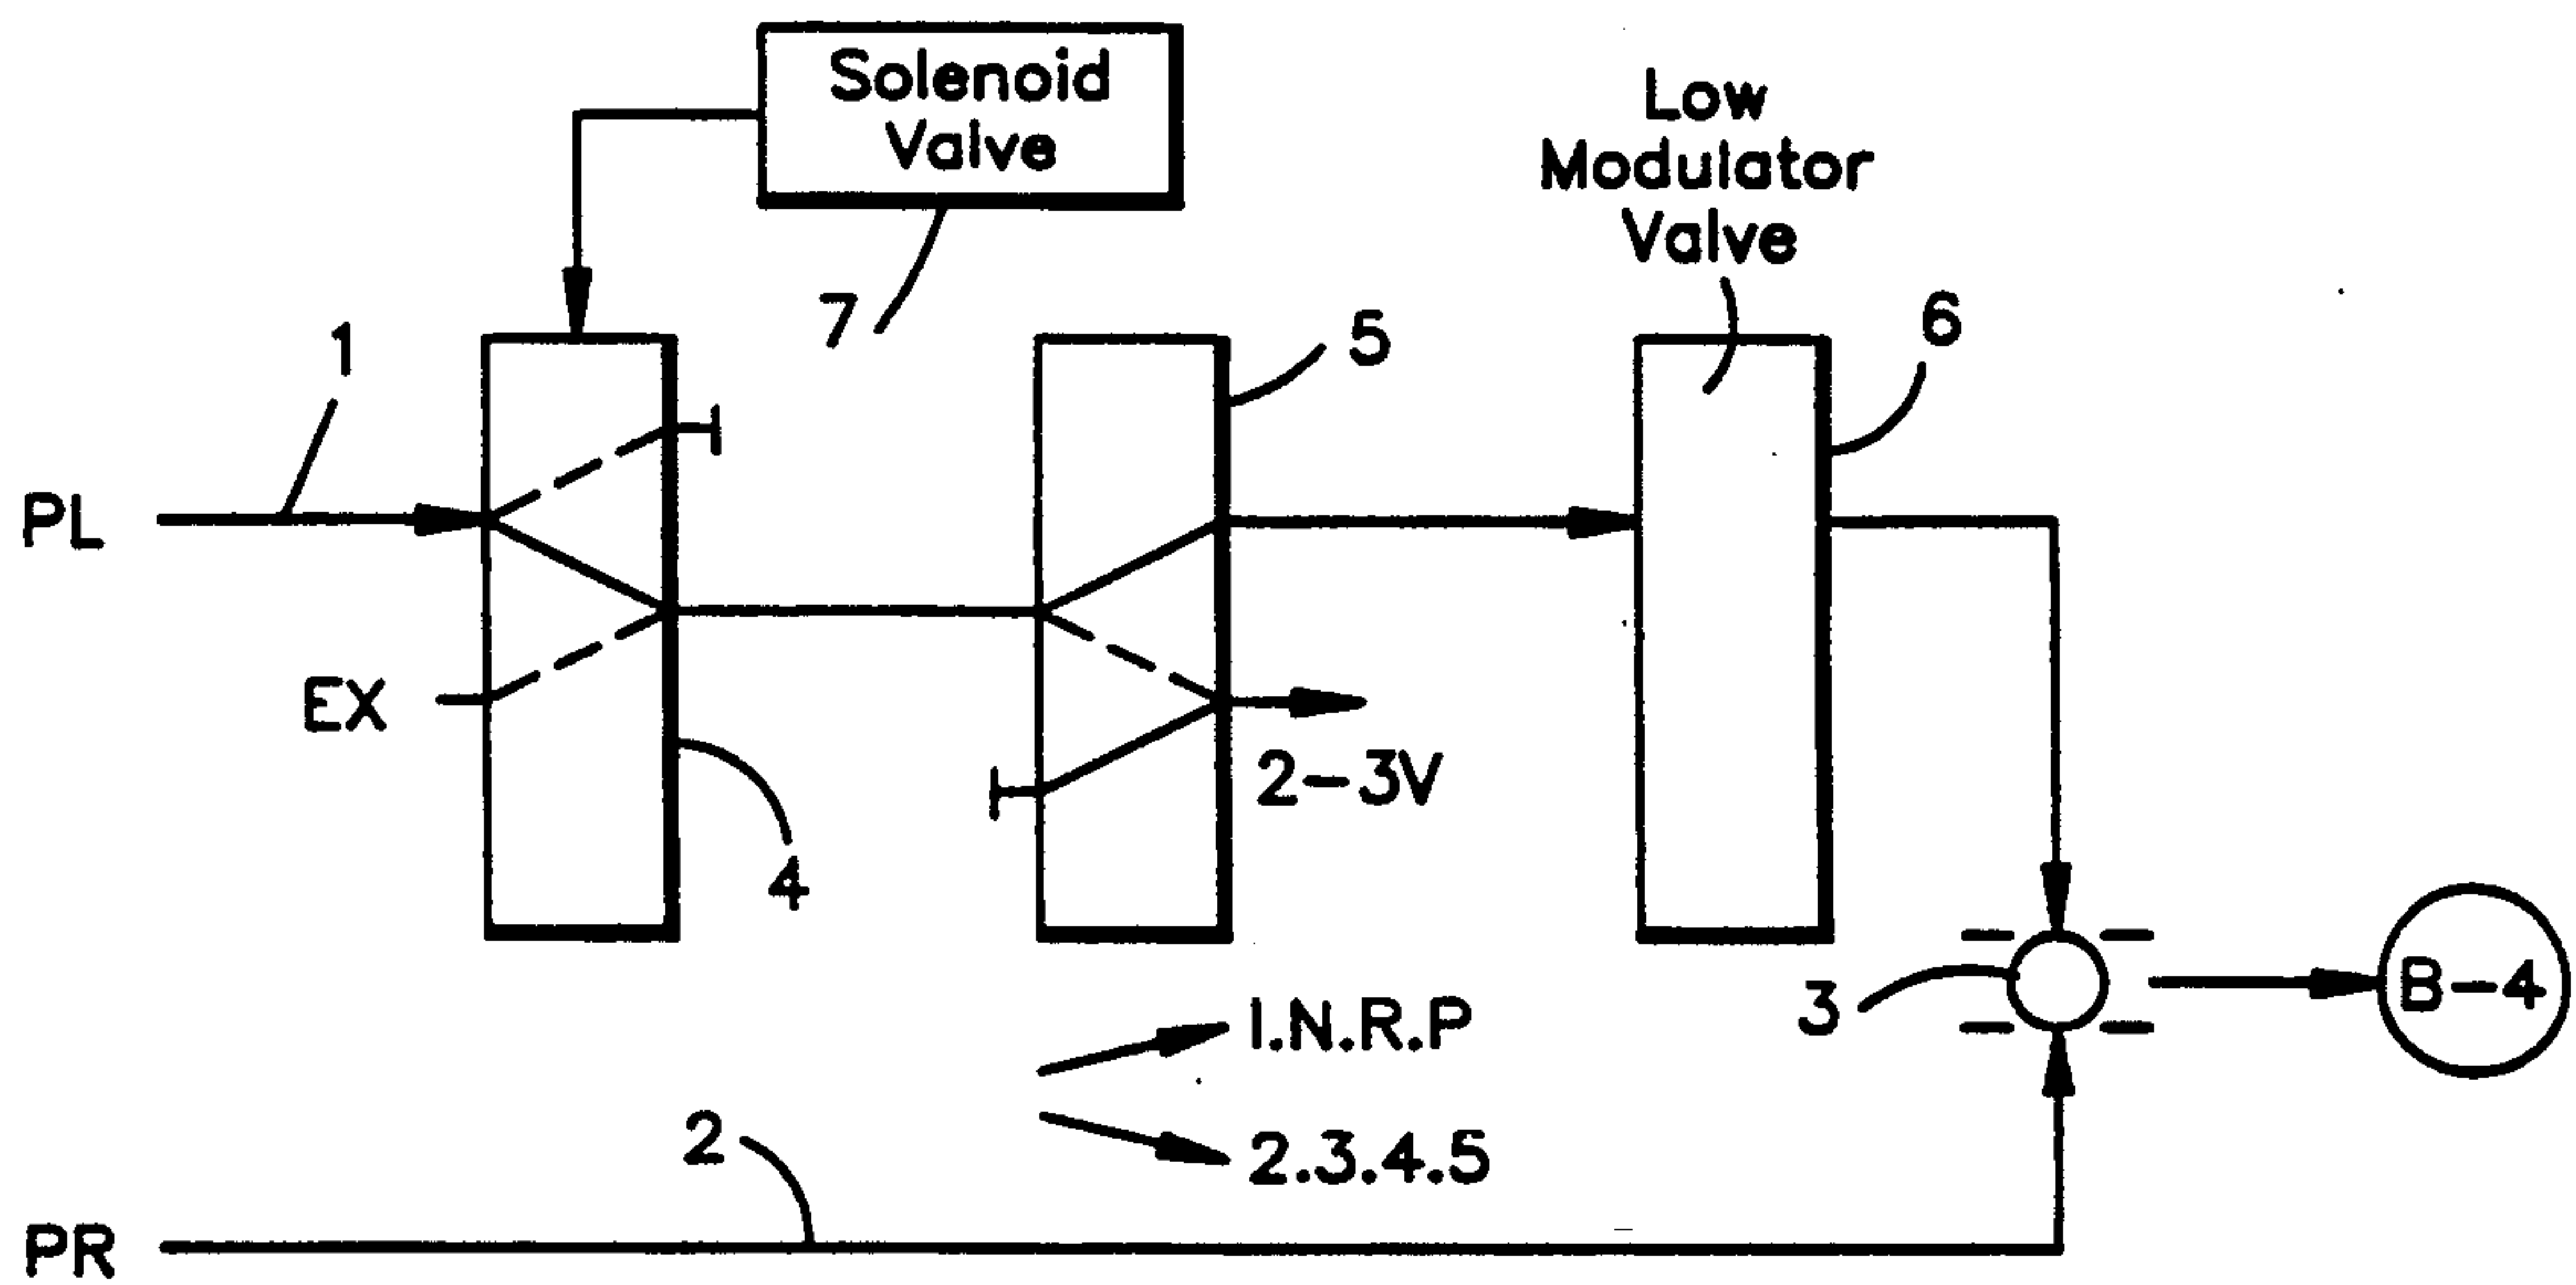 Solenoid
Valve
Low
Modulator
Valve
7
1
5
6
PL
EX
2-3V
4
3
B-4
I.N.R.P
2
2.3.4.5
PR